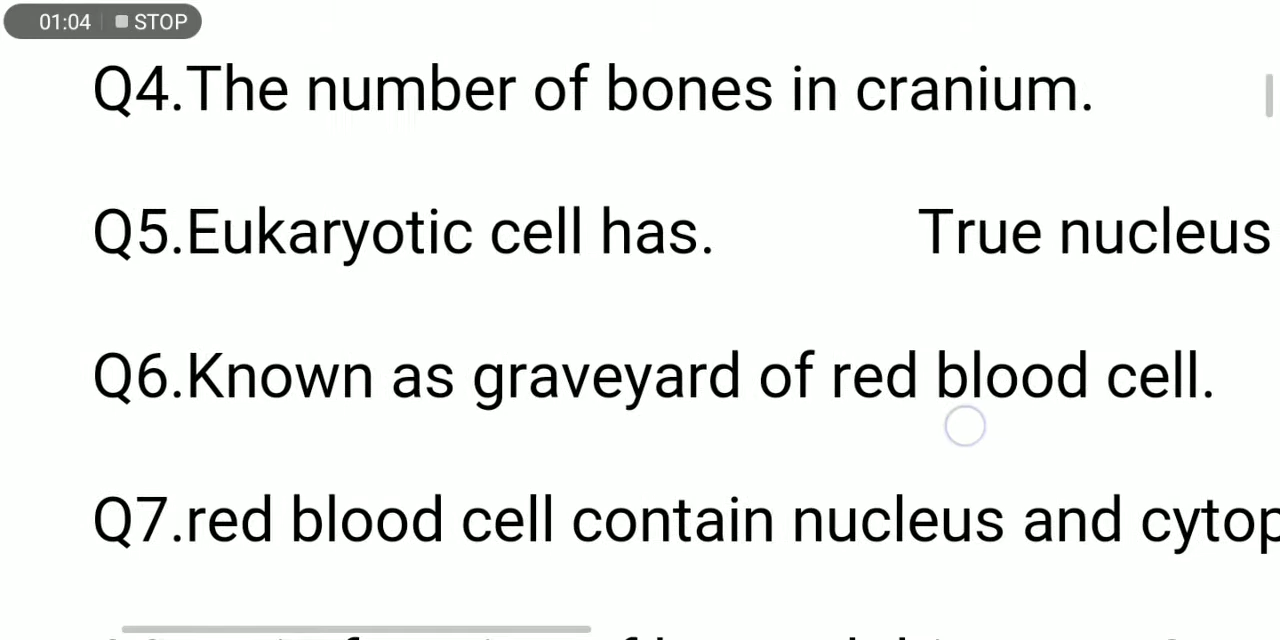 01:04 STOP
Q4.The number of bones in cranium.
Q5.Eukaryotic cell has. True nucleus
Q6.Known as graveyard of red blood cell.
Q7.red blood cell contain nucleus and cytop